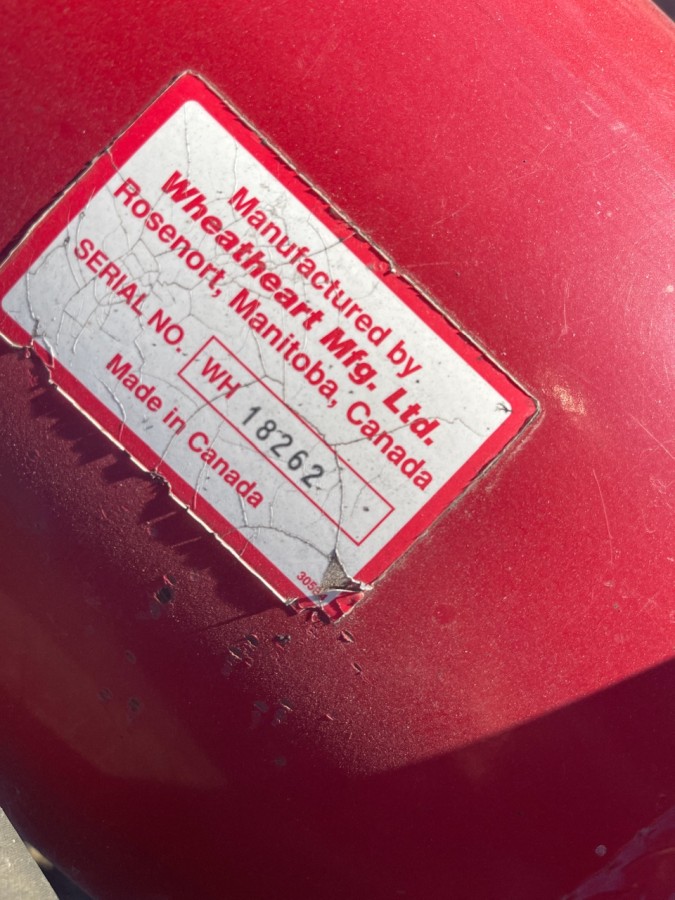 Manufactured by
Wheatheart Mfg. Ltd.
Rosenort, Manitoba, Canada
SERIAL NO. WH 18262
Made in Canada